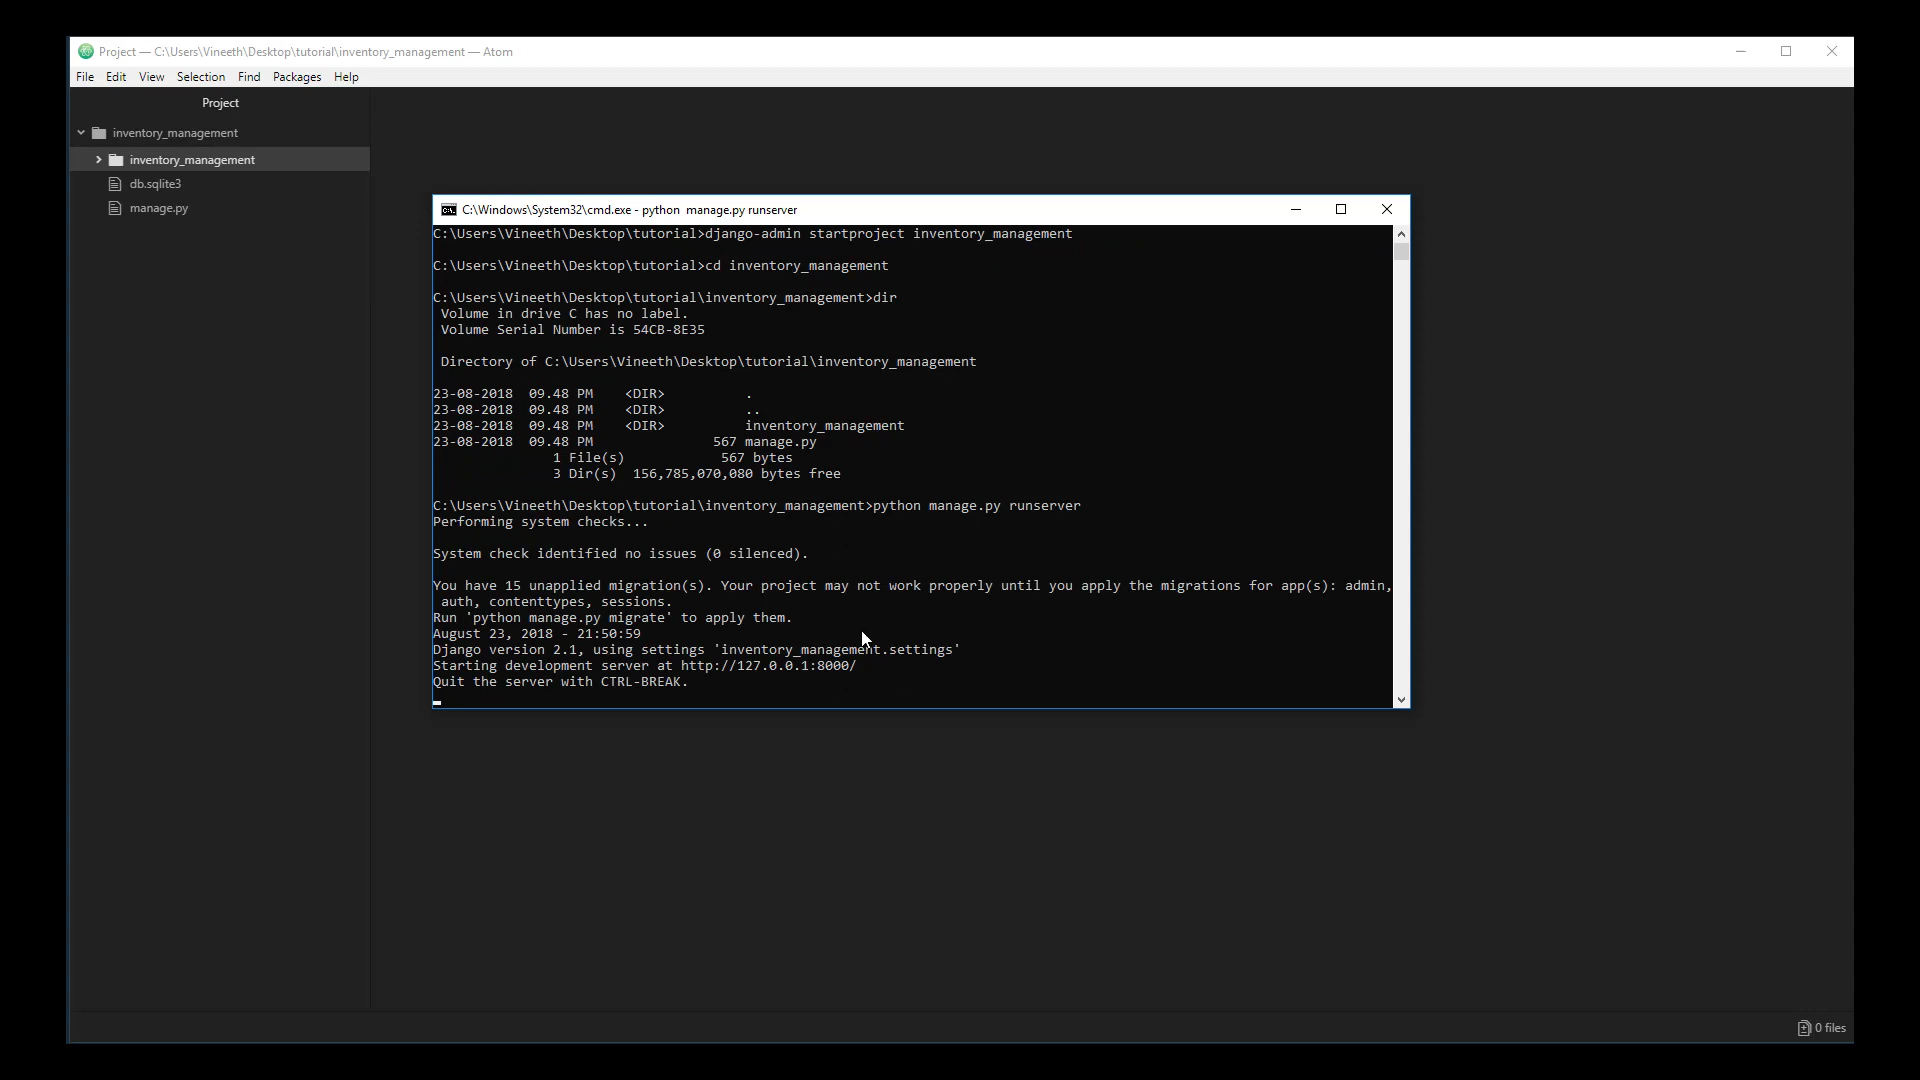 Project — C:\Users\Vineeth\Desktop\tutorial\inventory_management — Atom
File Edit View Selection Find Packages Help
Project
inventory_management
inventory_management
db.sqlite3
manage.py
C:\Windows\System32\cmd.exe - python  manage.py runserver
C:\Users\Vineeth\Desktop\tutorial>django-admin startproject inventory_management
C:\Users\Vineeth\Desktop\tutorial>cd inventory_management
C:\Users\Vineeth\Desktop\tutorial\inventory_management>dir
 Volume in drive C has no label.
 Volume Serial Number is 54CB-8E35
 Directory of C:\Users\Vineeth\Desktop\tutorial\inventory_management
23-08-2018  09.48 PM    <DIR>          .
23-08-2018  09.48 PM    <DIR>          ..
23-08-2018  09.48 PM    <DIR>          inventory_management
23-08-2018  09.48 PM               567 manage.py
               1 File(s)            567 bytes
               3 Dir(s)  156,785,070,080 bytes free
C:\Users\Vineeth\Desktop\tutorial\inventory_management>python manage.py runserver
Performing system checks...
System check identified no issues (0 silenced).
You have 15 unapplied migration(s). Your project may not work properly until you apply the migrations for app(s): admin,
 auth, contenttypes, sessions.
Run 'python manage.py migrate' to apply them.
August 23, 2018 - 21:50:59
Django version 2.1, using settings 'inventory_management.settings'
Starting development server at http://127.0.0.1:8000/
Quit the server with CTRL-BREAK.
0 files